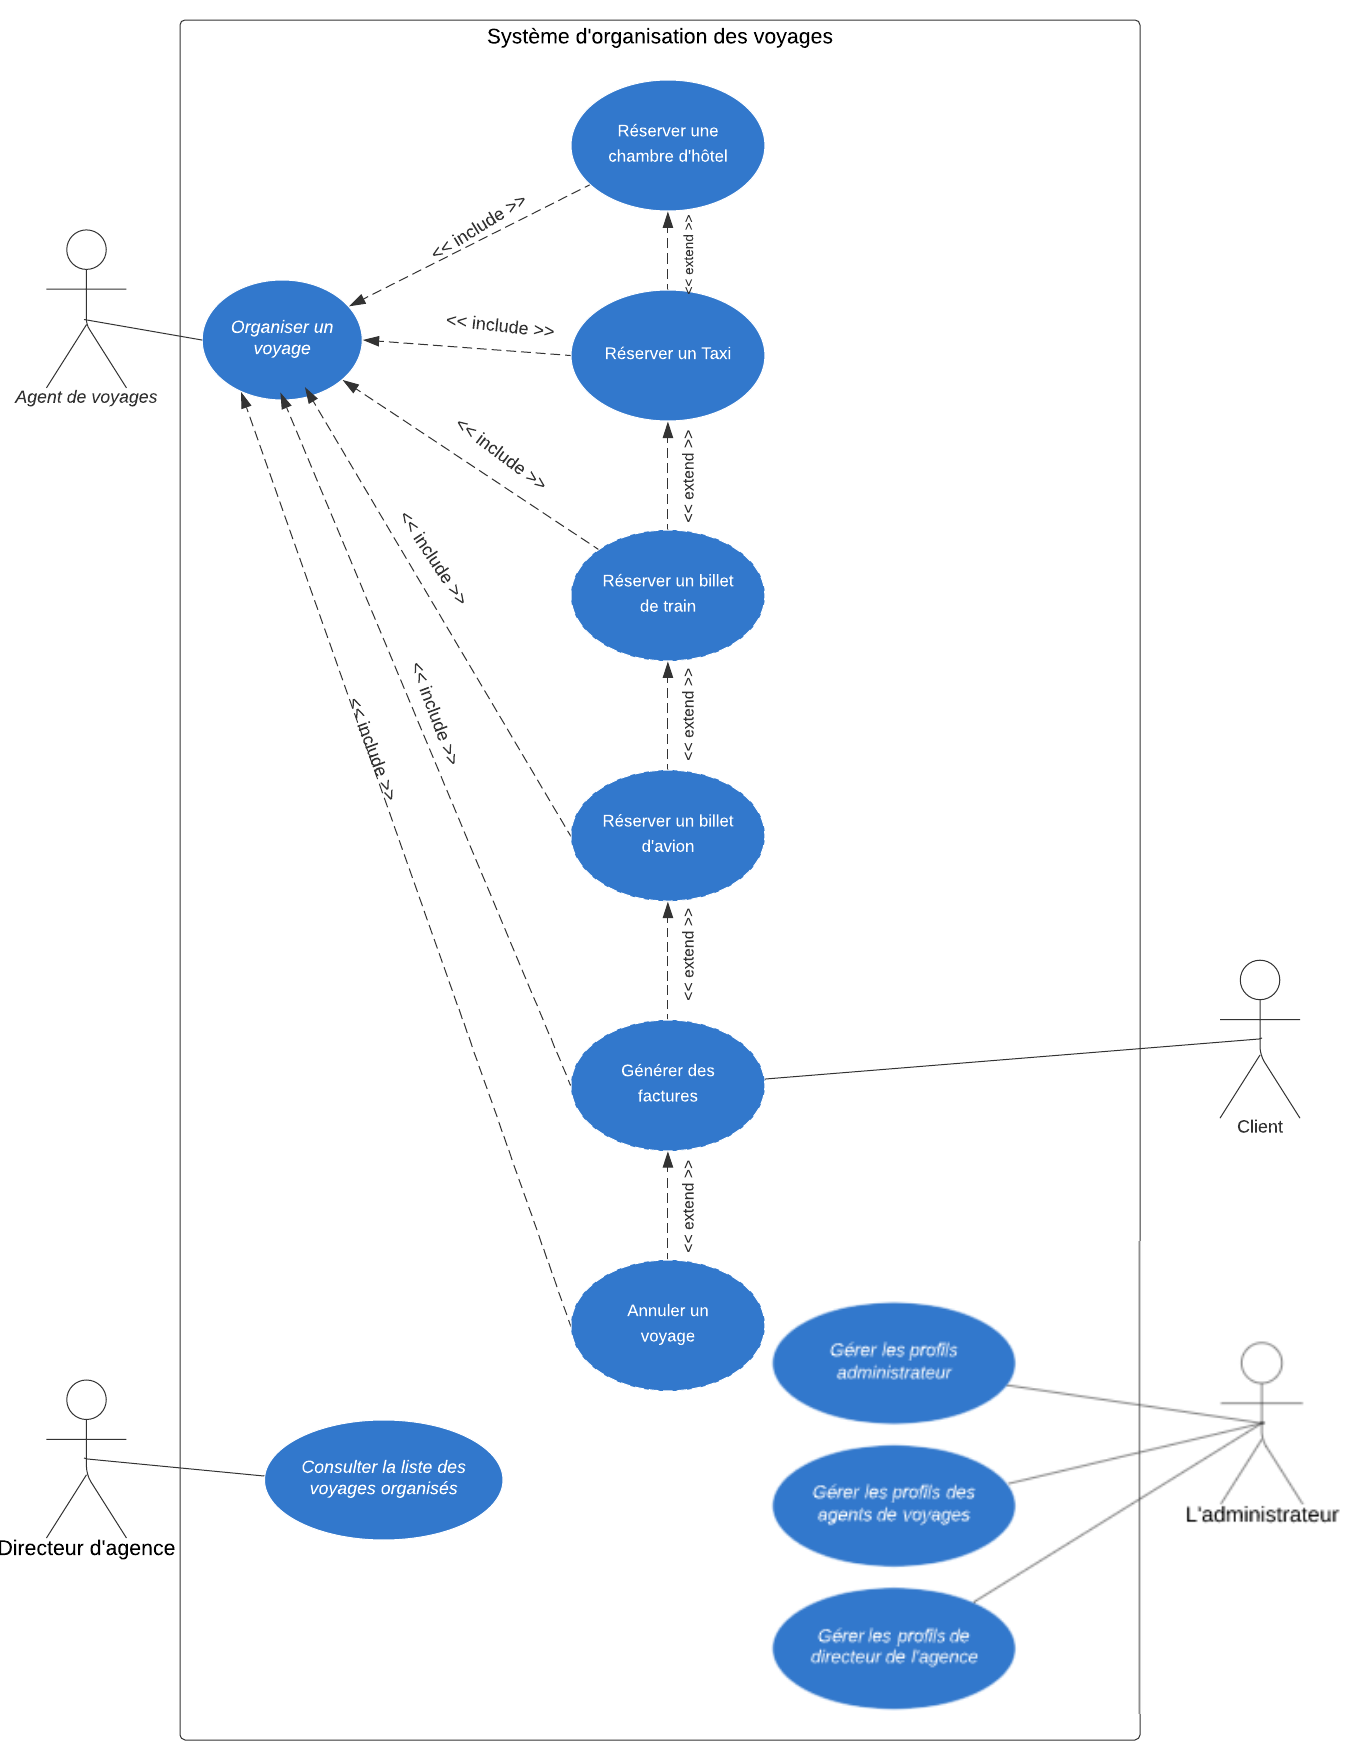 Système d'organisation des voyages
Réserver une
chambre d'hôtel
<< include >>
<< extend >>
Organiser un
voyage
<< include >>
Réserver un Taxi
Agent de voyages
<< include >>
<< extend >>
<< include >>
Réserver un billet
de train
<< include >>
<< include >>
<< extend >>
Réserver un billet
d'avion
<< extend >>
Générer des
factures
Client
<< extend >>
Annuler un
voyage
Gérer les profils
administrateur
Consulter la liste des
voyages organisés
Directeur d'agence
Gérer les profils des
agents de voyages
L'administrateur
Gérer les profils de
directeur de l'agence